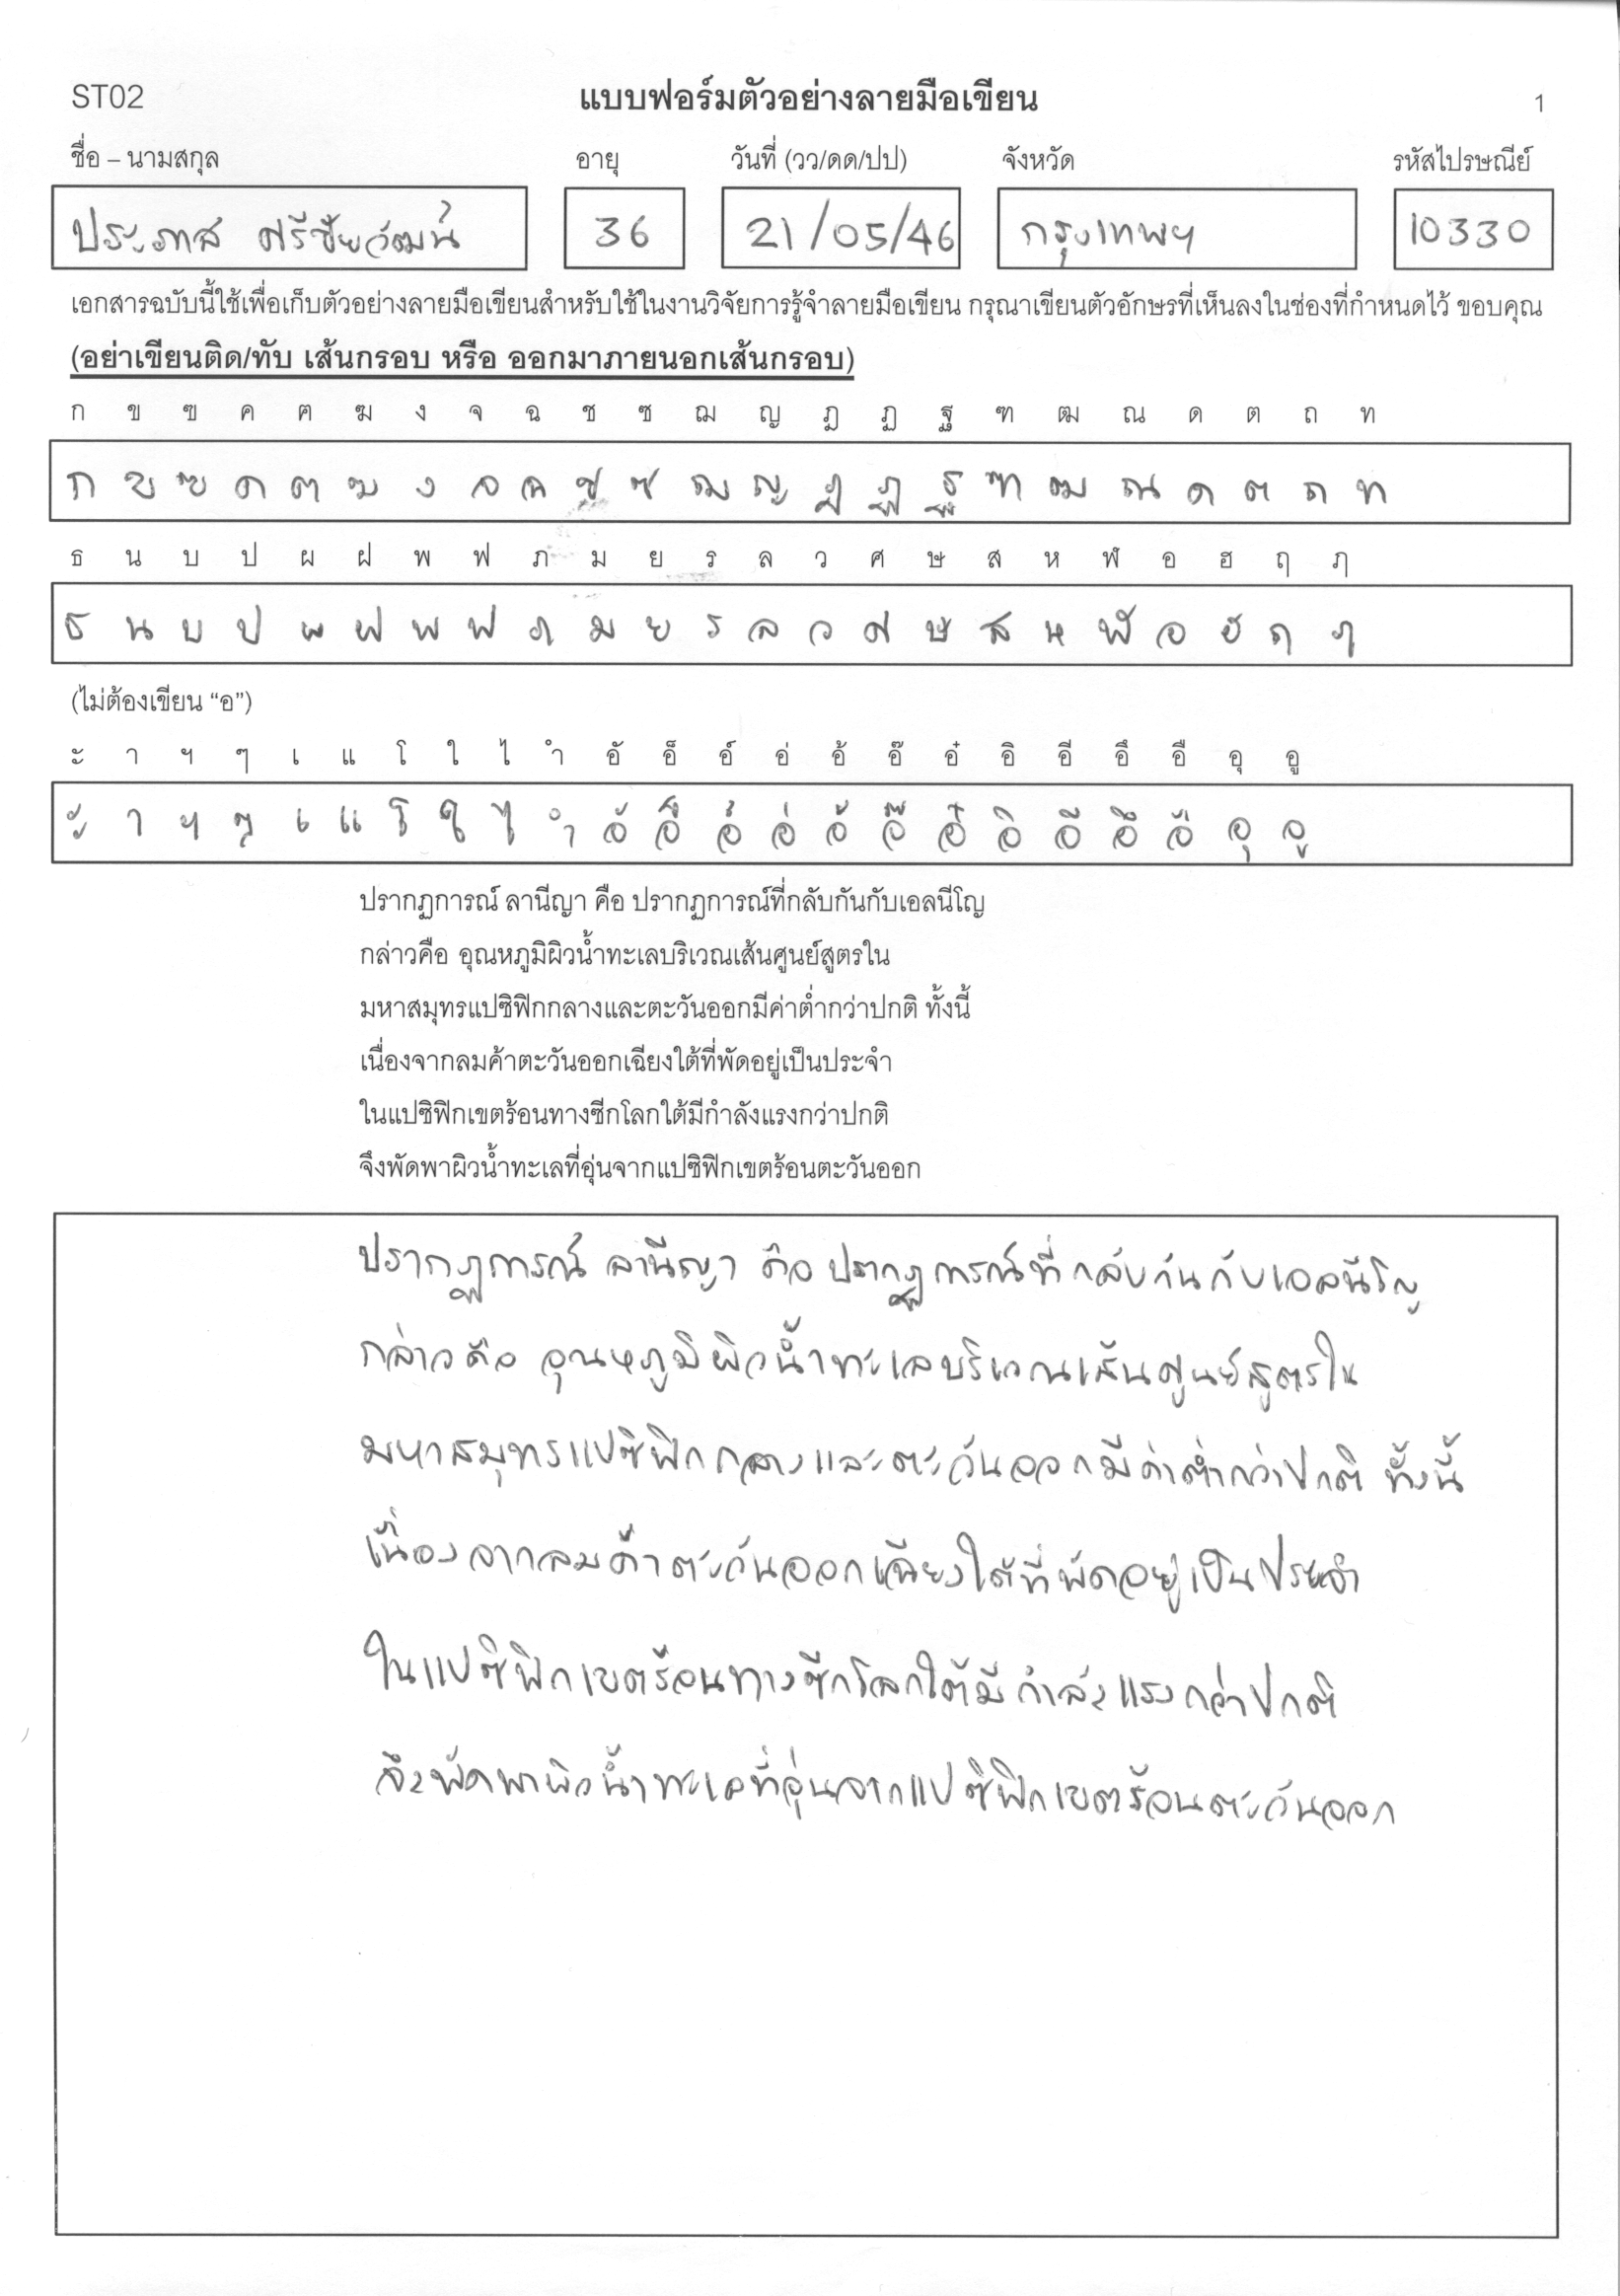 ST02 แบบฟอร์มตัวอย่างลายมือเขียน 1
ชื่อ – นามสกุล อายุ วันที่ (วว/ดด/ปป) จังหวัด รหัสไปรษณีย์
ประภาส ศรีชัยวัฒน์ 36 21/05/46 กรุงเทพฯ 10330
เอกสารฉบับนี้ใช้เพื่อเก็บตัวอย่างลายมือเขียนสำหรับใช้ในงานวิจัยการรู้จำลายมือเขียน กรุณาเขียนตัวอักษรที่เห็นลงในช่องที่กำหนดไว้ ขอบคุณ
(อย่าเขียนติด/ทับ เส้นกรอบ หรือ ออกมาภายนอกเส้นกรอบ)
ก ข ฃ ค ฅ ฆ ง จ ฉ ช ซ ฌ ญ ฎ ฏ ฐ ฑ ฒ ณ ด ต ถ ท
ก ข ฃ ค ฅ ฆ ง จ ฉ ช ซ ฌ ญ ฎ ฏ ฐ ฑ ฒ ณ ด ต ถ ท
ธ น บ ป ผ ฝ พ ฟ ภ ม ย ร ล ว ศ ษ ส ห ฬ อ ฮ ฤ ฦ
ธ น บ ป ผ ฝ พ ฟ ภ ม ย ร ล ว ศ ษ ส ห ฬ อ ฮ ฤ ฦ
(ไม่ต้องเขียน “อ”)
ะ า ฯ ๆ เ แ โ ใ ไ ำ อั อ็ อ์ อ่ อ้ อ๊ อ๋ อิ อี อึ อื อุ อู
ะ า ฯ ๆ เ แ โ ใ ไ ำ อั อ็ อ์ อ่ อ้ อ๊ อ๋ อิ อี อึ อื อุ อู
ปรากฏการณ์ ลานีญา คือ ปรากฏการณ์ที่กลับกันกับเอลนีโญ
กล่าวคือ อุณหภูมิผิวน้ำทะเลบริเวณเส้นศูนย์สูตรใน
มหาสมุทรแปซิฟิกกลางและตะวันออกมีค่าต่ำกว่าปกติ ทั้งนี้
เนื่องจากลมค้าตะวันออกเฉียงใต้ที่พัดอยู่เป็นประจำ
ในแปซิฟิกเขตร้อนทางซีกโลกใต้มีกำลังแรงกว่าปกติ
จึงพัดพาผิวน้ำทะเลที่อุ่นจากแปซิฟิกเขตร้อนตะวันออก
ปรากฏการณ์ ลานีญา คือ ปรากฏการณ์ที่กลับกันกับเอลนีโญ
กล่าวคือ อุณหภูมิผิวน้ำทะเลบริเวณเส้นศูนย์สูตรใน
มหาสมุทรแปซิฟิกกลางและตะวันออกมีค่าต่ำกว่าปกติ ทั้งนี้
เนื่องจากลมค้าตะวันออกเฉียงใต้ที่พัดอยู่เป็นประจำ
ในแปซิฟิกเขตร้อนทางซีกโลกใต้มีกำลังแรงกว่าปกติ
จึงพัดพาผิวน้ำทะเลที่อุ่นจากแปซิฟิกเขตร้อนตะวันออก